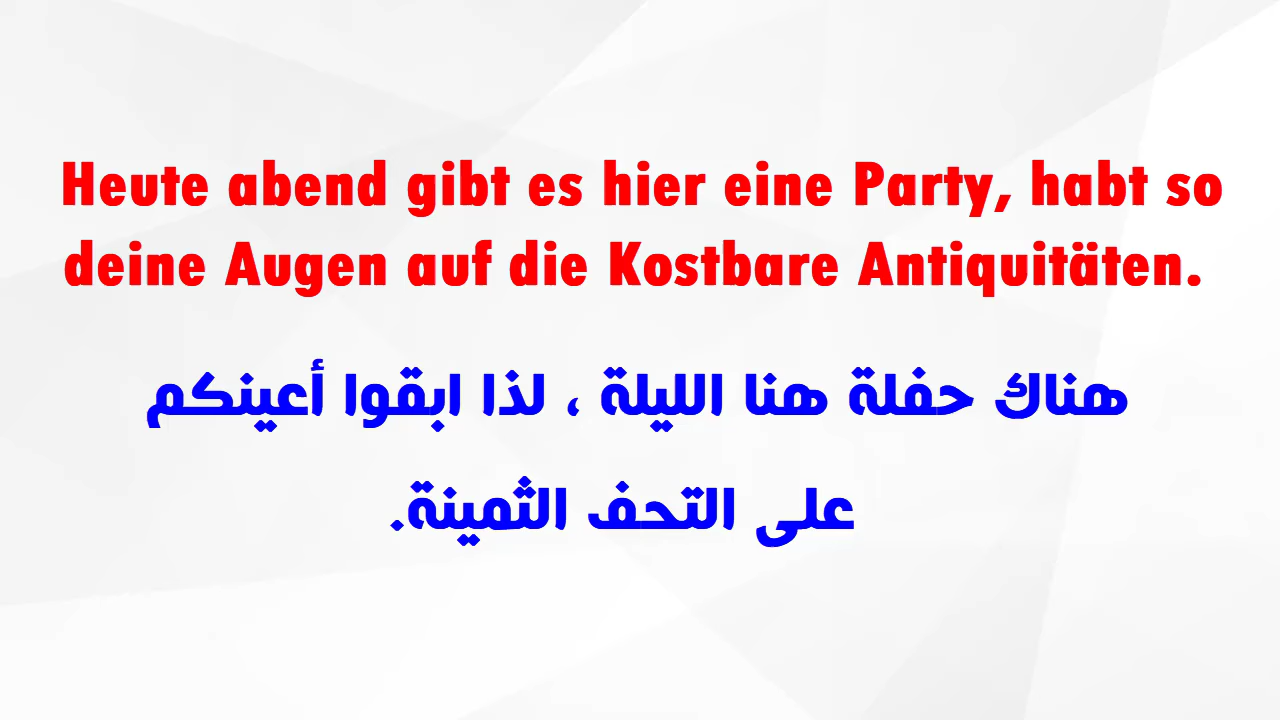 Heute abend gibt es hier eine Party, habt so
deine Augen auf die Kostbare Antiquitäten.
هناك حفلة هنا الليلة ، لذا ابقوا أعينكم
على التحف الثمينة.